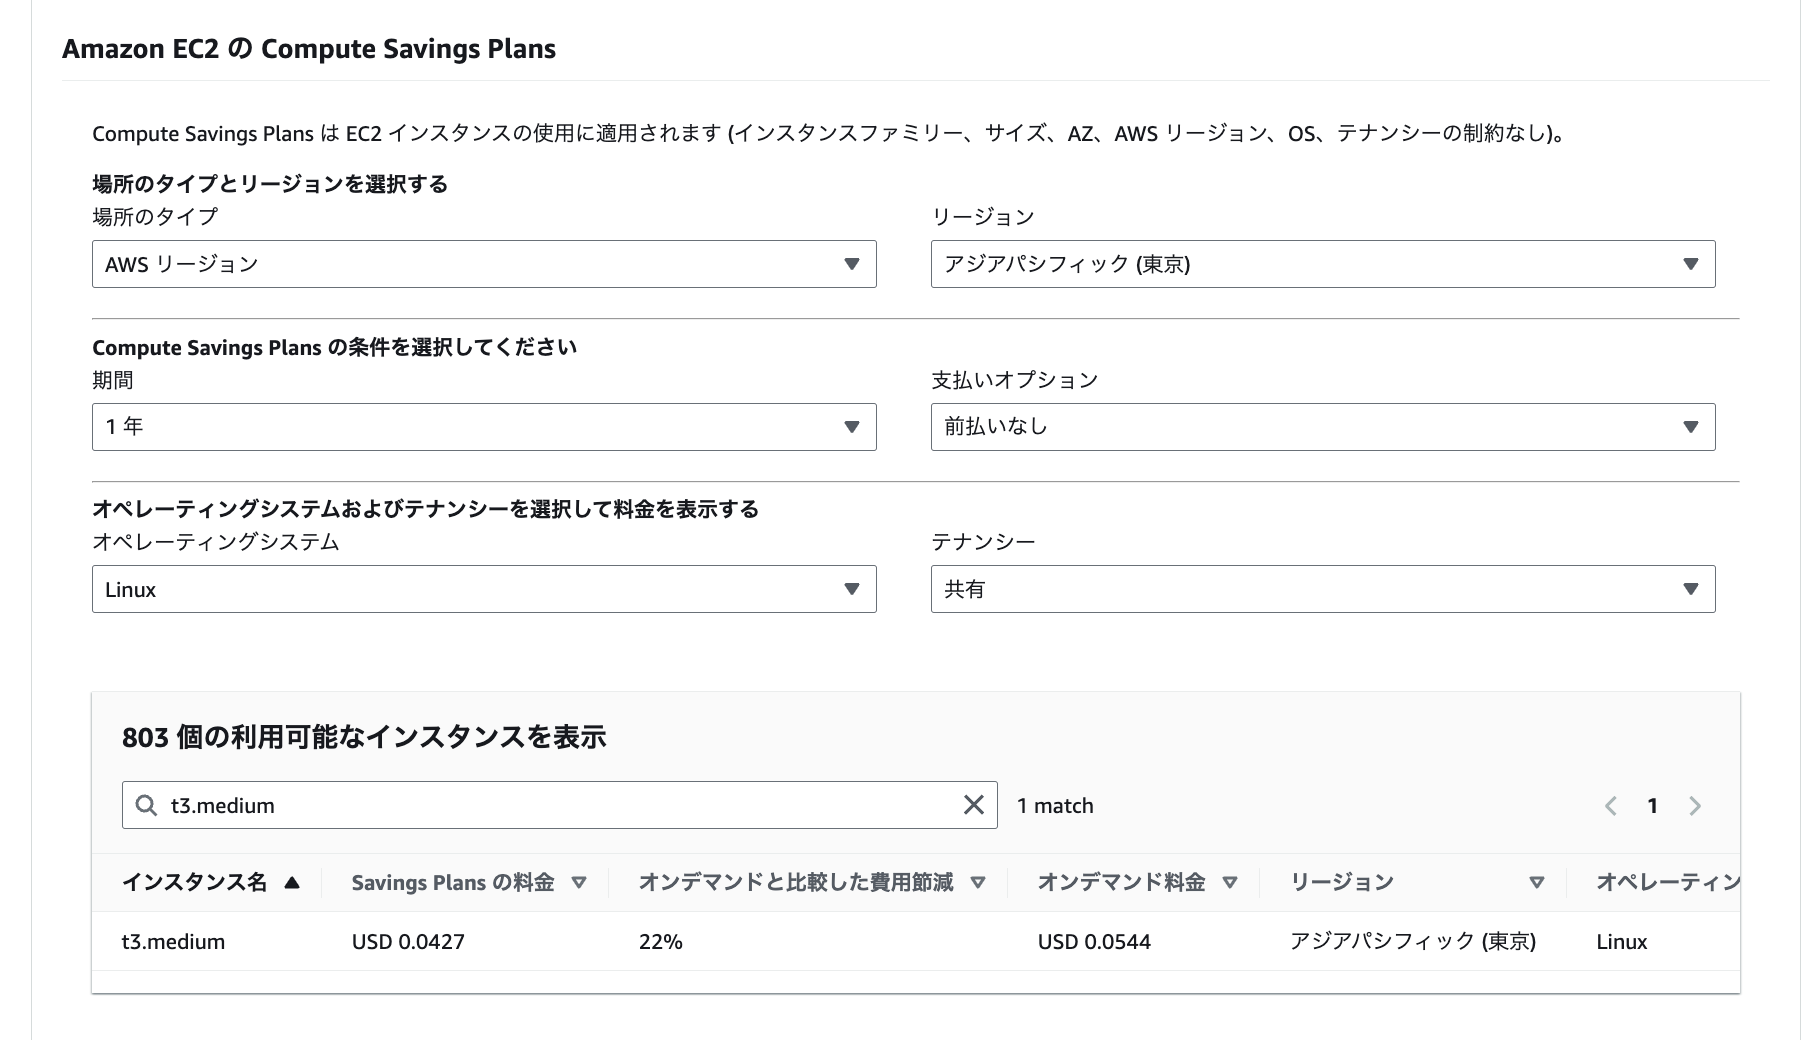 Amazon EC2 の Compute Savings Plans
Compute Savings Plans は EC2 インスタンスの使用に適用されます (インスタンスファミリー、サイズ、AZ、AWS リージョン、OS、テナンシーの制約なし)。
場所のタイプとリージョンを選択する
場所のタイプ
リージョン
AWS リージョン
アジアパシフィック (東京)
Compute Savings Plans の条件を選択してください
期間
支払いオプション
1 年
前払いなし
オペレーティングシステムおよびテナンシーを選択して料金を表示する
オペレーティングシステム
テナンシー
Linux
共有
803 個の利用可能なインスタンスを表示
t3.medium
1 match
1
インスタンス名 Savings Plans の料金 オンデマンドと比較した費用節減 オンデマンド料金 リージョン オペレーティン
t3.medium USD 0.0427 22% USD 0.0544 アジアパシフィック (東京) Linux